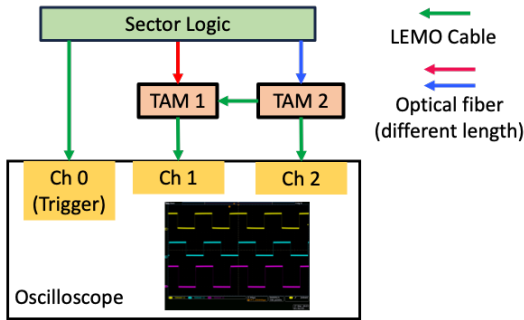 Sector Logic
LEMO Cable
TAM 1
TAM 2
Optical fiber
(different length)
Ch 0
(Trigger)
Ch 1
Ch 2
Oscilloscope